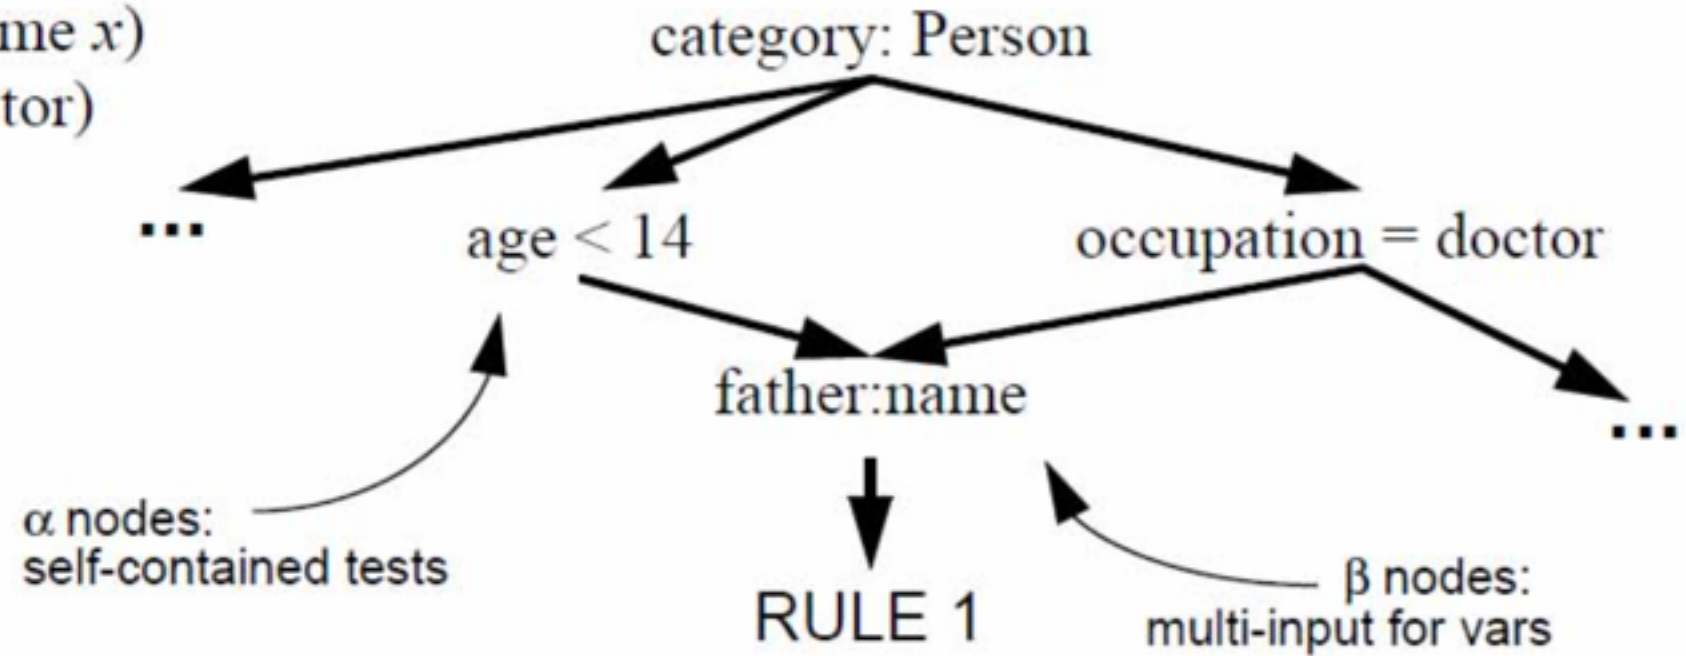 me x)
category: Person
tor)
...
age < 14
occupation = doctor
father:name
...
α nodes:
self-contained tests
RULE 1
β nodes:
multi-input for vars